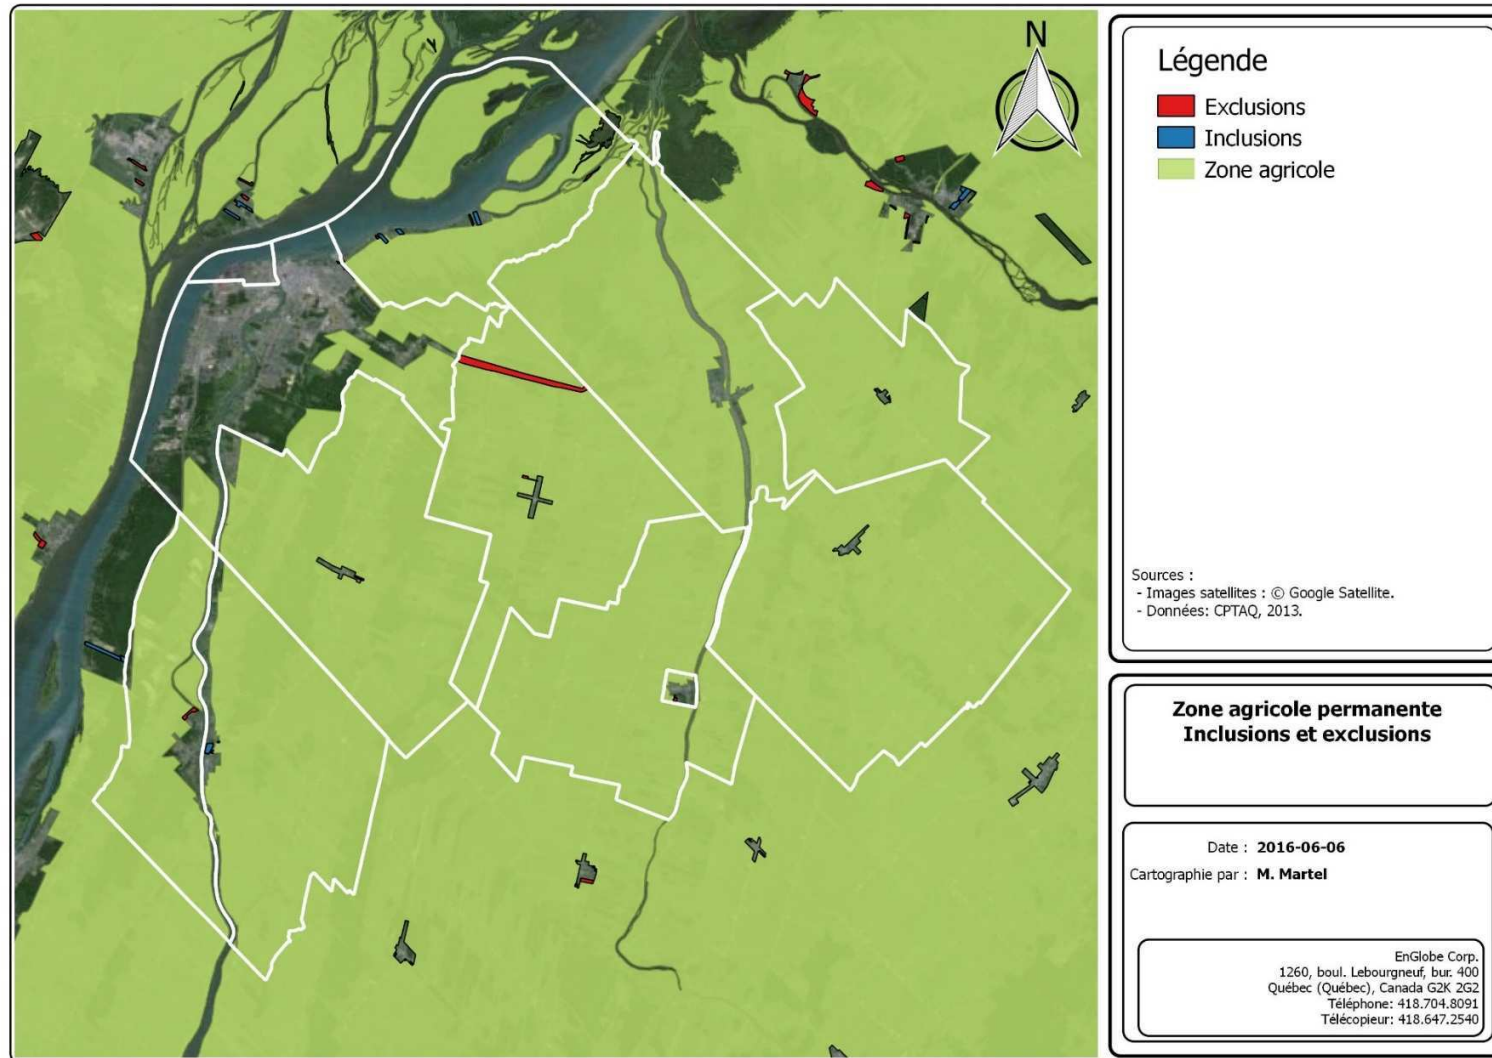 N
Légende
Exclusions
Inclusions
Zone agricole
Sources :
- Images satellites : © Google Satellite.
- Données: CPTAQ, 2013.
Zone agricole permanente
Inclusions et exclusions
Date : 2016-06-06
Cartographie par : M. Martel
EnGlobe Corp.
1260, boul. Lebourgneuf, bur. 400
Québec (Québec), Canada G2K 2G2
Téléphone: 418.704.8091
Télécopieur: 418.647.2540